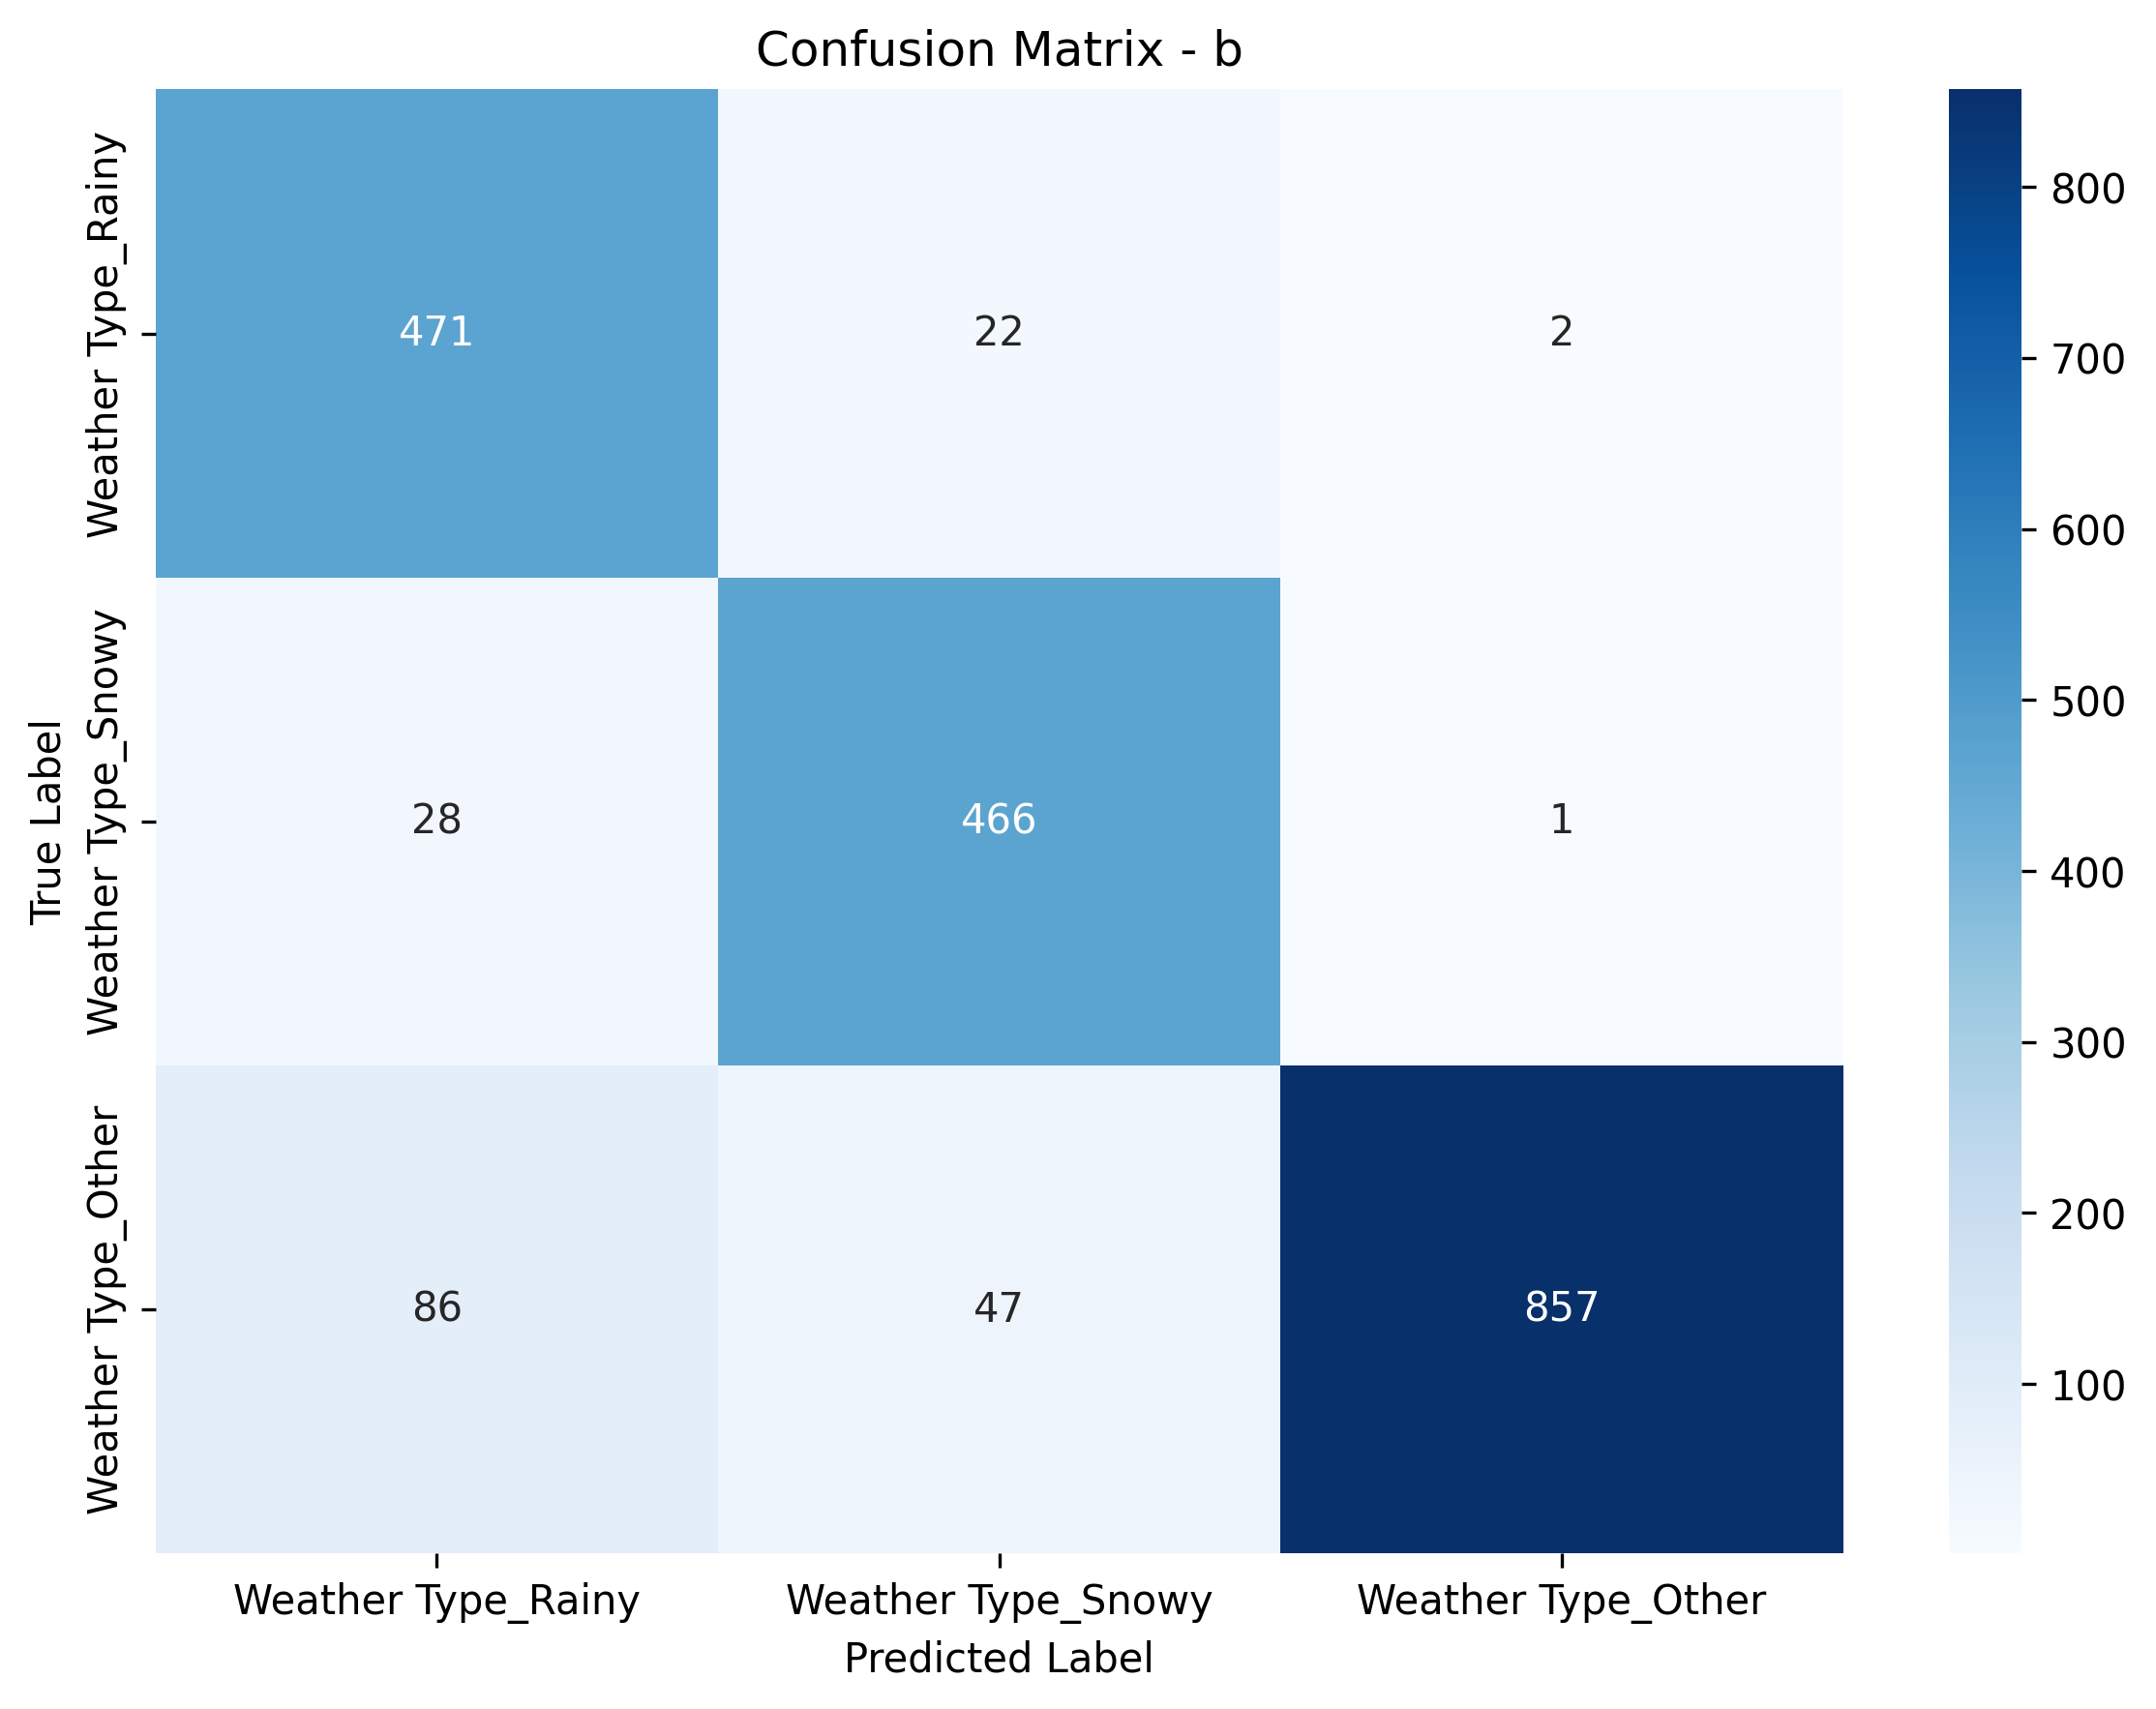 Confusion Matrix - b
True Label
Weather Type_Rainy
471 22 2
Weather Type_Snowy
28 466 1
Weather Type_Other
86 47 857
Weather Type_Rainy Weather Type_Snowy Weather Type_Other
Predicted Label
800
700
600
500
400
300
200
100